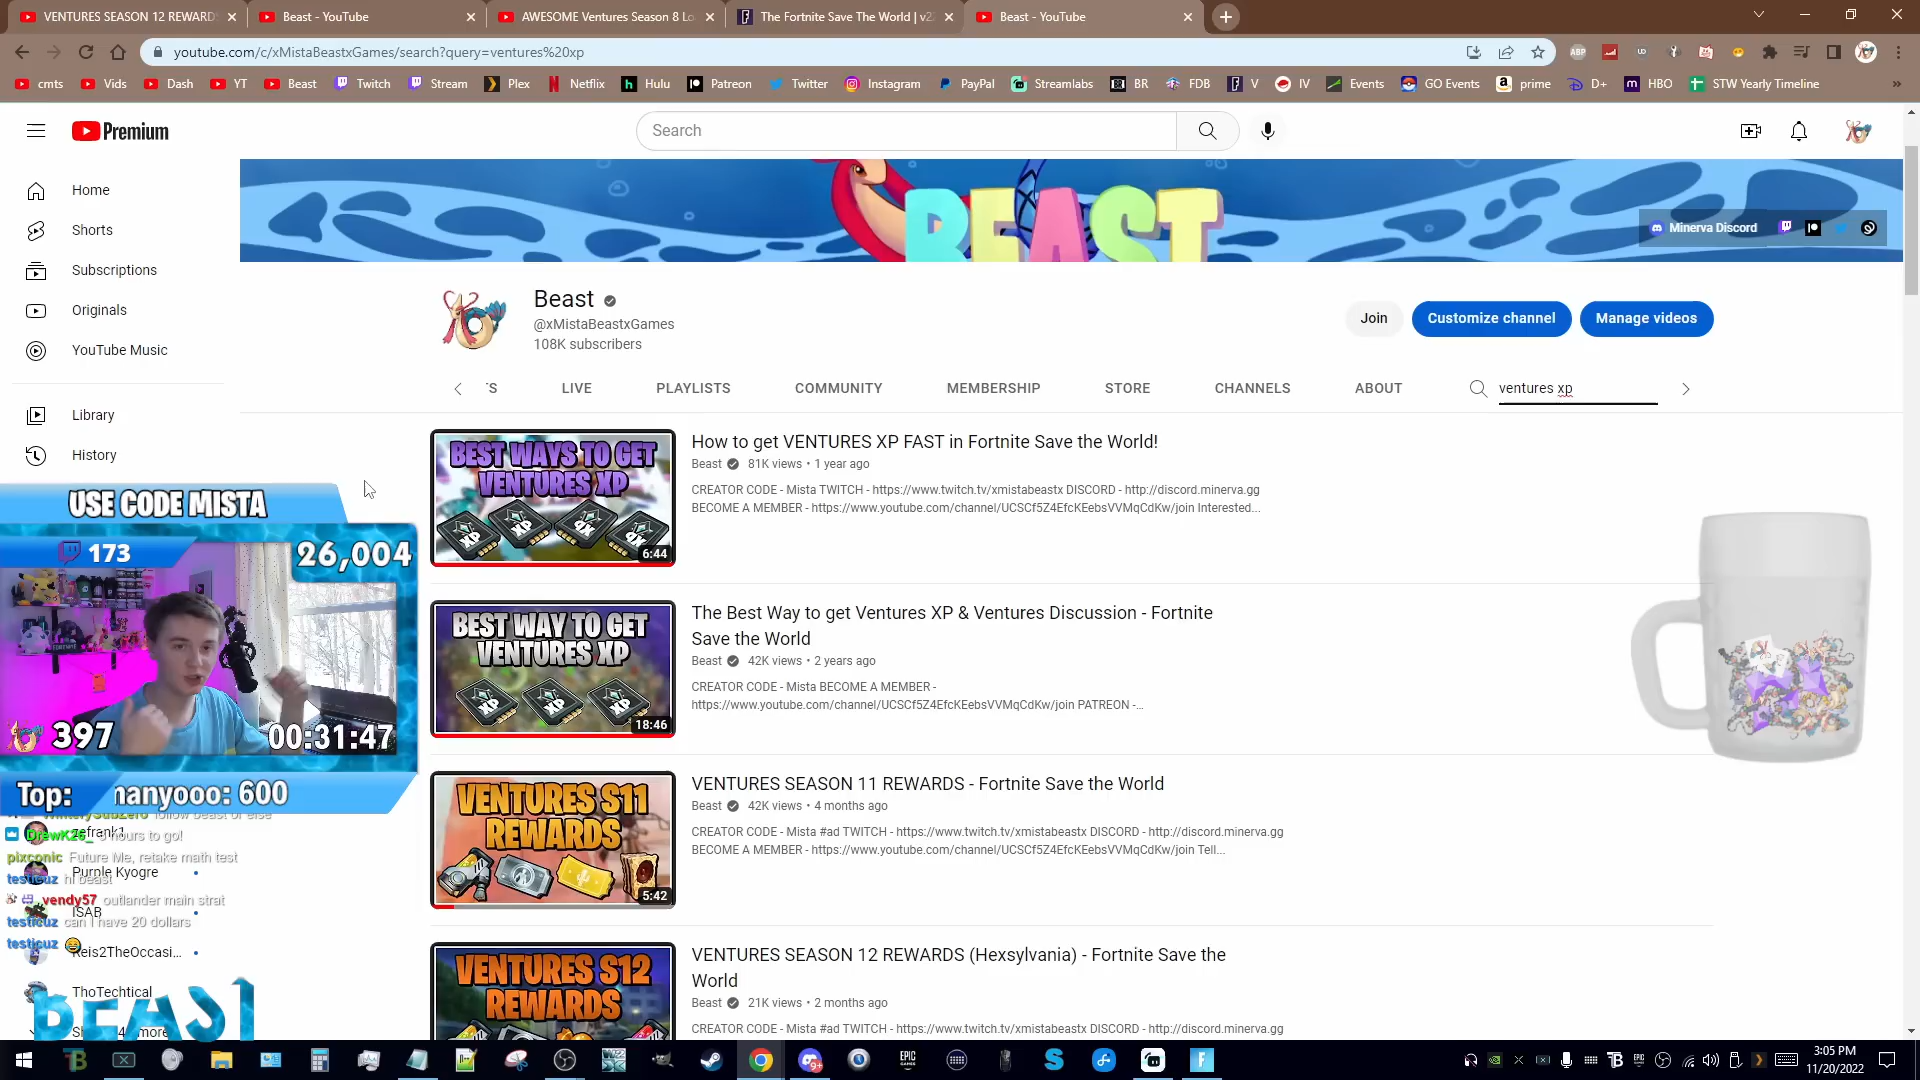 VENTURES SEASON 12 REWARD
Beast - YouTube
AWESOME Ventures Season 8 Lo
The Fortnite Save The World | v2
Beast - YouTube
youtube.com/c/xMistaBeastxGames/search?query=ventures%20xp
cmts
Vids
Dash
YT
Beast
Twitch
Stream
Plex
Netflix
Hulu
Patreon
Twitter
Instagram
PayPal
Streamlabs
BR
FDB
V
IV
Events
GO Events
prime
D+
HBO
STW Yearly Timeline
Premium
Search
Home
Shorts
Subscriptions
Originals
YouTube Music
Library
History
BEAST
Minerva Discord
Beast
@xMistaBeastxGames
108K subscribers
Join
Customize channel
Manage videos
LIVE
PLAYLISTS
COMMUNITY
MEMBERSHIP
STORE
CHANNELS
ABOUT
ventures xp
BEST WAYS TO GET
VENTURES XP
6:44
How to get VENTURES XP FAST in Fortnite Save the World!
Beast 81K views • 1 year ago
CREATOR CODE - Mista TWITCH - https://www.twitch.tv/xmistabeastx DISCORD - http://discord.minerva.gg
BECOME A MEMBER - https://www.youtube.com/channel/UCSCf5Z4EfcKEebsVVMqCdKw/join Interested...
BEST WAY TO GET
VENTURES XP
18:46
The Best Way to get Ventures XP & Ventures Discussion - Fortnite
Save the World
Beast 42K views • 2 years ago
CREATOR CODE - Mista BECOME A MEMBER -
https://www.youtube.com/channel/UCSCf5Z4EfcKEebsVVMqCdKw/join PATREON -...
VENTURES S11
REWARDS
5:42
VENTURES SEASON 11 REWARDS - Fortnite Save the World
Beast 42K views • 4 months ago
CREATOR CODE - Mista #ad TWITCH - https://www.twitch.tv/xmistabeastx DISCORD - http://discord.minerva.gg
BECOME A MEMBER - https://www.youtube.com/channel/UCSCf5Z4EfcKEebsVVMqCdKw/join Tell...
VENTURES S12
REWARDS
VENTURES SEASON 12 REWARDS (Hexsylvania) - Fortnite Save the
World
Beast 21K views • 2 months ago
CREATOR CODE - Mista #ad TWITCH - https://www.twitch.tv/xmistabeastx DISCORD - http://discord.minerva.gg
USE CODE MISTA
173
26,004
397
00:31:47
Top: manyooo: 600
DrewK26_ 3 hours to go!
zefrank1
pixconic Future Me, retake math test
Purple Kyogre
testicuz hi beast
vendy57 outlander main strat
ISAB
testicuz can I have 20 dollars
testicuz
Reis2TheOccasi...
ThoTechtical
BEAST
3:05 PM
11/20/2022